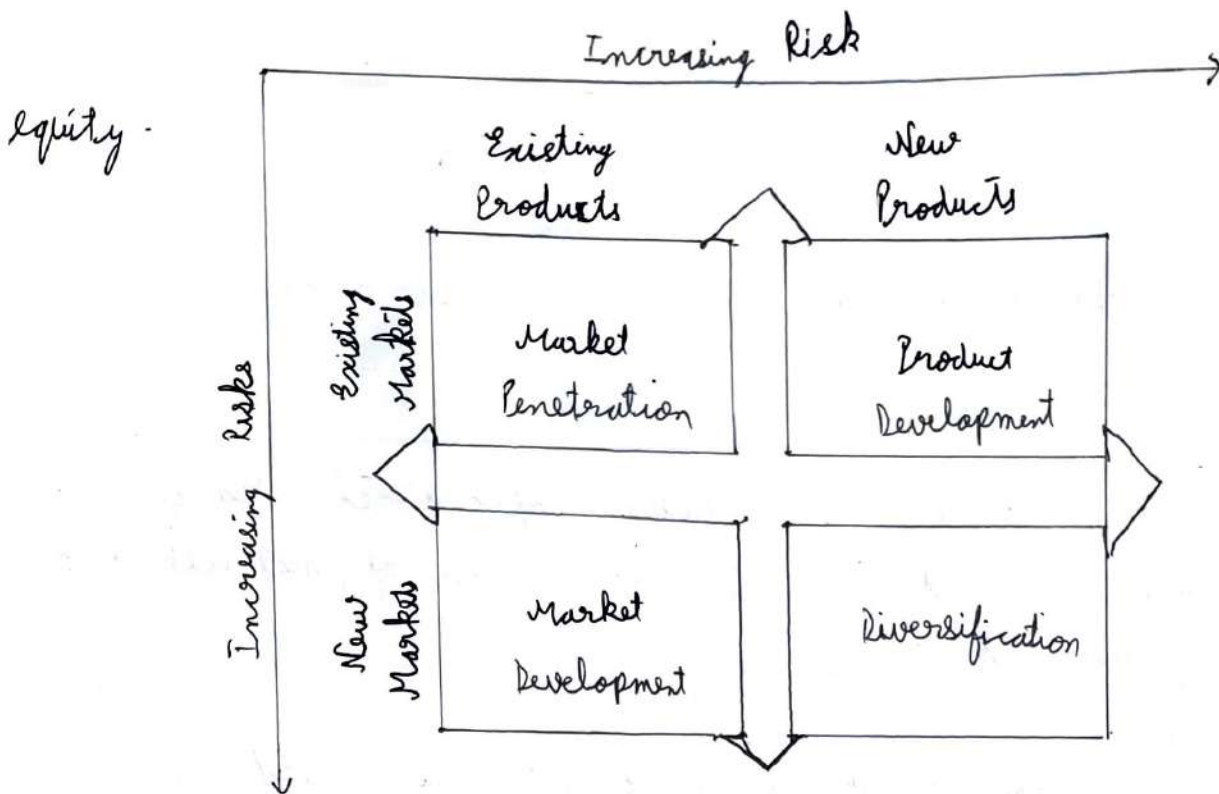 Increasing Risk
equity.
Existing
Products
New
Products
Increasing Risks
Existing
Markets
Market
Penetration
Product
Development
New
Markets
Market
Development
Diversification